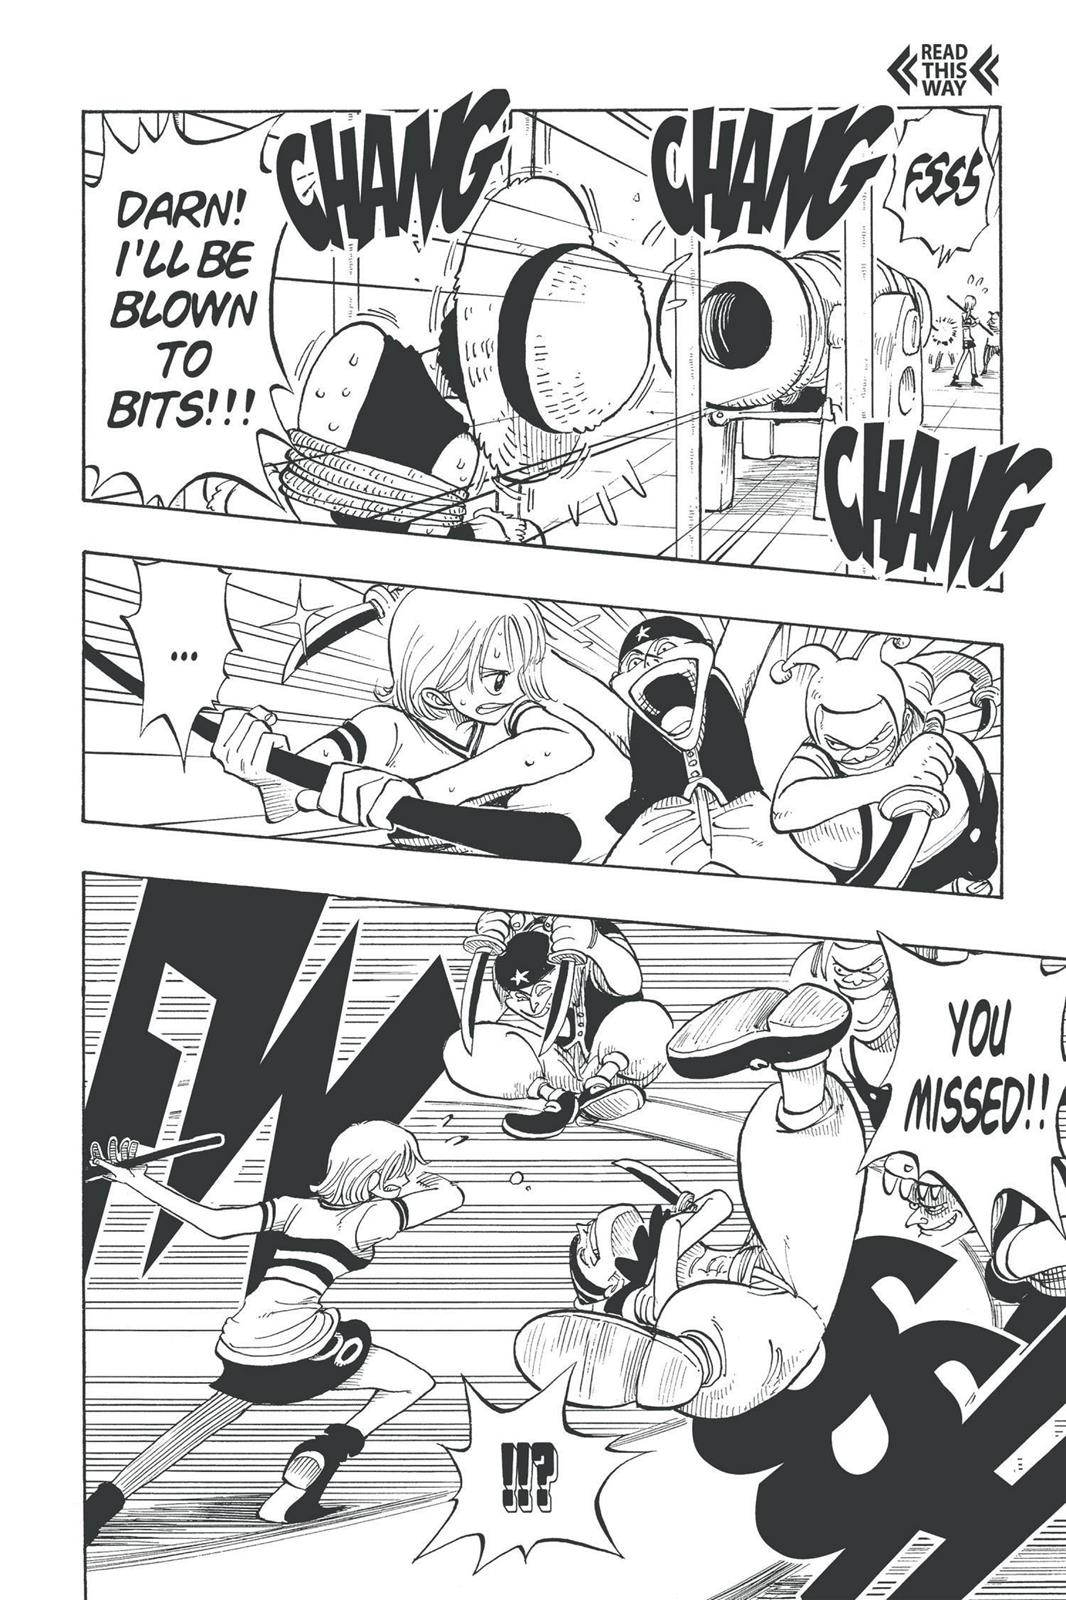 READ
THIS
WAY
FSSS
CHANG
CHANG
CHANG
DARN!
I'LL BE
BLOWN
TO
BITS!!!
...
YOU
MISSED!!
!!?